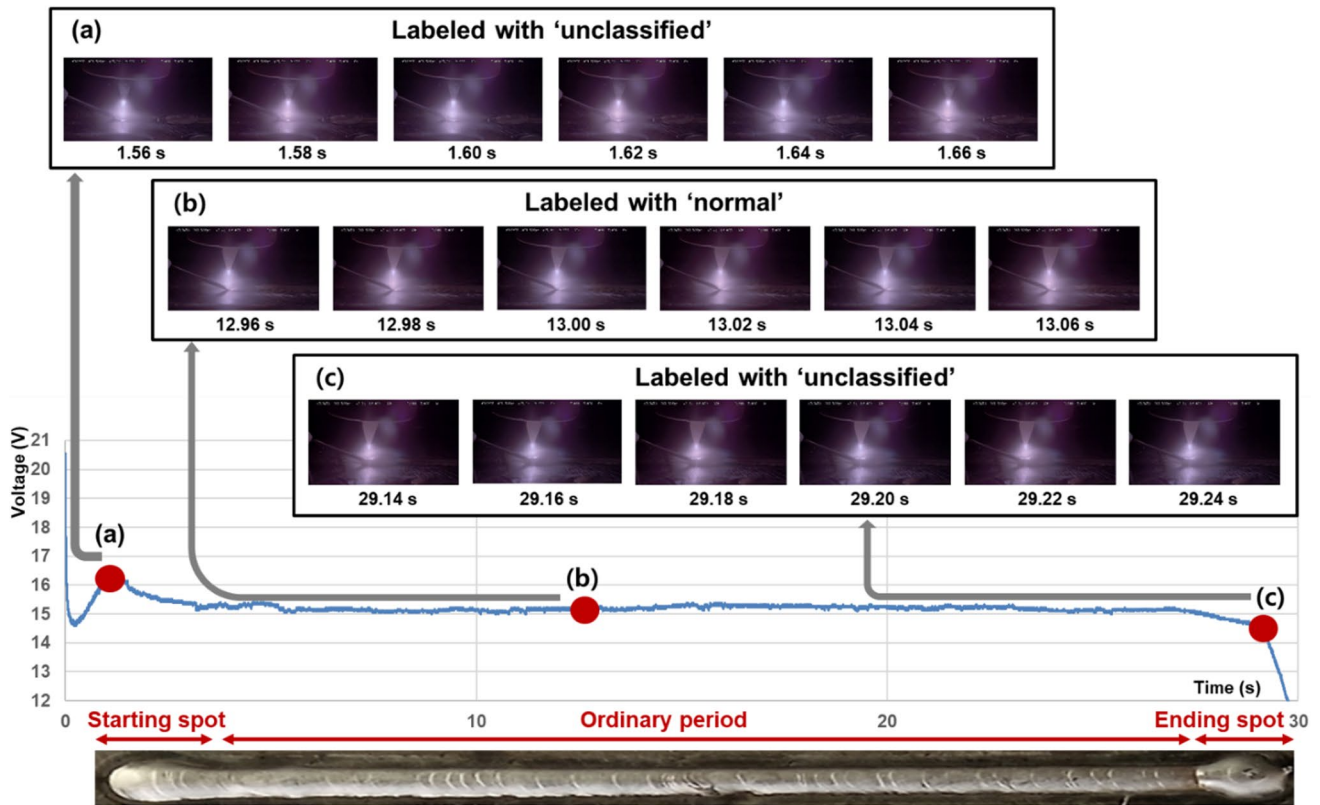 (a)
Labeled with ‘unclassified’
1.56 s 1.58 s 1.60 s 1.62 s 1.64 s 1.66 s
(b)
Labeled with ‘normal’
12.96 s 12.98 s 13.00 s 13.02 s 13.04 s 13.06 s
(c)
Labeled with ‘unclassified’
29.14 s 29.16 s 29.18 s 29.20 s 29.22 s 29.24 s
Voltage (V)
21
20
19
18
17
16
15
14
13
12
(a)
(b)
(c)
Time (s)
0 10 20 30
Starting spot Ordinary period Ending spot